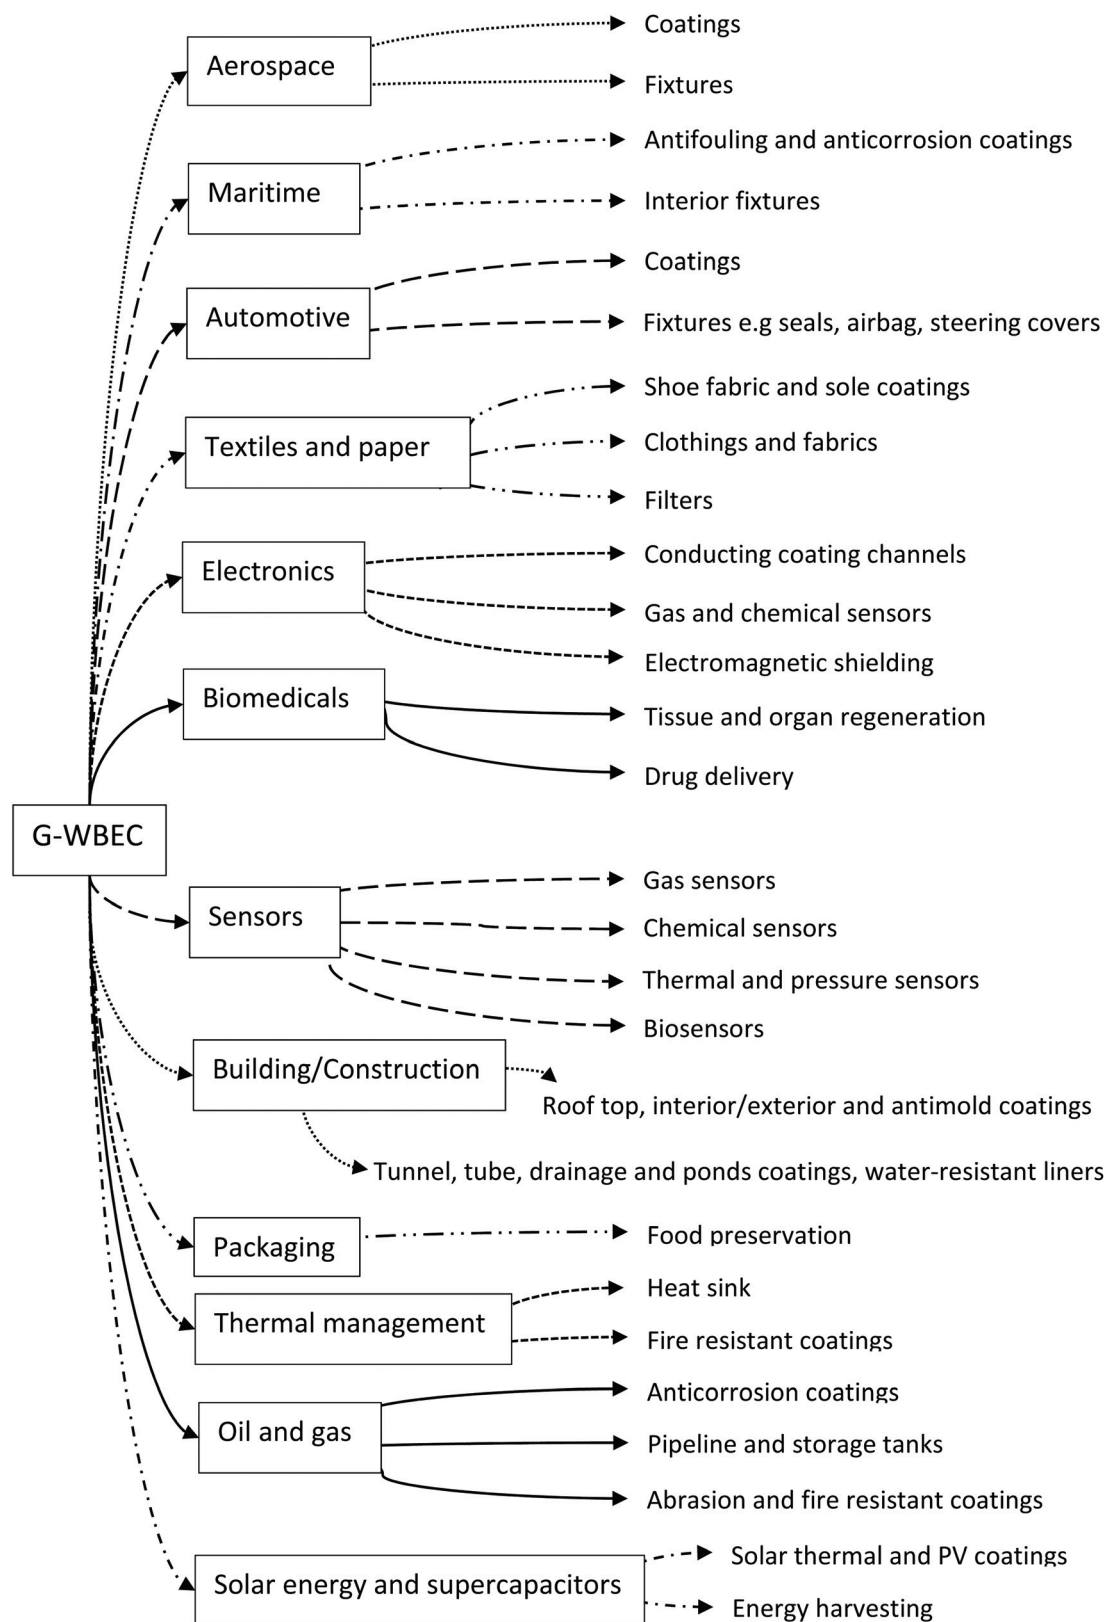 Coatings
Aerospace
Fixtures
Antifouling and anticorrosion coatings
Maritime
Interior fixtures
Coatings
Automotive
Fixtures e.g seals, airbag, steering covers
Shoe fabric and sole coatings
Textiles and paper
Clothings and fabrics
Filters
Conducting coating channels
Electronics
Gas and chemical sensors
Electromagnetic shielding
Biomedicals
Tissue and organ regeneration
Drug delivery
G-WBEC
Gas sensors
Sensors
Chemical sensors
Thermal and pressure sensors
Biosensors
Building/Construction
Roof top, interior/exterior and antimold coatings
Tunnel, tube, drainage and ponds coatings, water-resistant liners
Packaging
Food preservation
Heat sink
Thermal management
Fire resistant coatings
Anticorrosion coatings
Oil and gas
Pipeline and storage tanks
Abrasion and fire resistant coatings
Solar thermal and PV coatings
Solar energy and supercapacitors
Energy harvesting